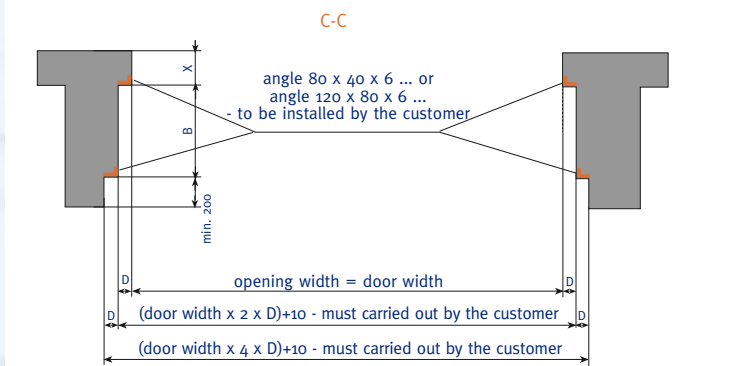 C-C
X
angle 80 x 40 x 6 ... or
angle 120 x 80 x 6 ...
- to be installed by the customer
B
min. 200
D
opening width = door width
D
D
(door width x 2 x D)+10 - must carried out by the customer
D
(door width x 4 x D)+10 - must carried out by the customer